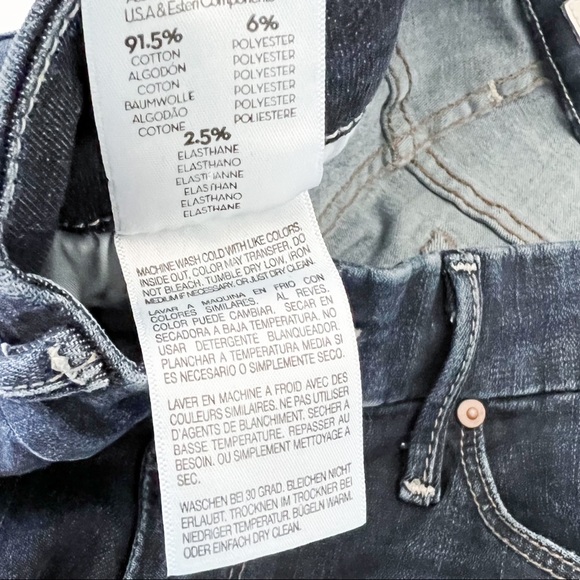 U.S.A & Esteri Componenti
91.5%
COTTON
ALGODÓN
COTON
BAUMWOLLE
ALGODÃO
COTONE
6%
POLYESTER
POLYESTER
POLYESTER
POLYESTER
POLYESTER
POLIESTERE
2.5%
ELASTHANE
ELASTHANO
ELASTHANNE
ELASTHAN
ELASTHANO
ELASTHANE
MACHINE WASH COLD WITH LIKE COLORS,
INSIDE OUT, COLOR MAY TRANSFER, DO
NOT BLEACH. TUMBLE DRY LOW. IRON
MEDIUM IF NECESSARY, OR JUST DRY CLEAN.
LAVAR A MAQUINA EN FRIO CON
COLORES SIMILARES. AL REVES.
COLOR PUEDE CAMBIAR. SECAR EN
SECADORA A BAJA TEMPERATURA. NO
USAR DETERGENTE BLANQUEADOR.
PLANCHAR A TEMPERATURA MEDIA SI
ES NECESARIO O SIMPLEMENTE SECO.
LAVER EN MACHINE A FROID AVEC DES
COULEURS SIMILAIRES. NE PAS UTILISER
D'AGENTS DE BLANCHIMENT. SECHER A
BASSE TEMPERATURE. REPASSER AU
BESOIN. OU SIMPLEMENT METTOYAGE A
SEC.
WASCHEN BEI 30 GRAD. BLEICHEN NICHT
ERLAUBT. TROCKNEN IM TROCKNER BEI
NIEDRIGER TEMPERATUR. BÜGELN WARM.
ODER EINFACH DRY CLEAN.